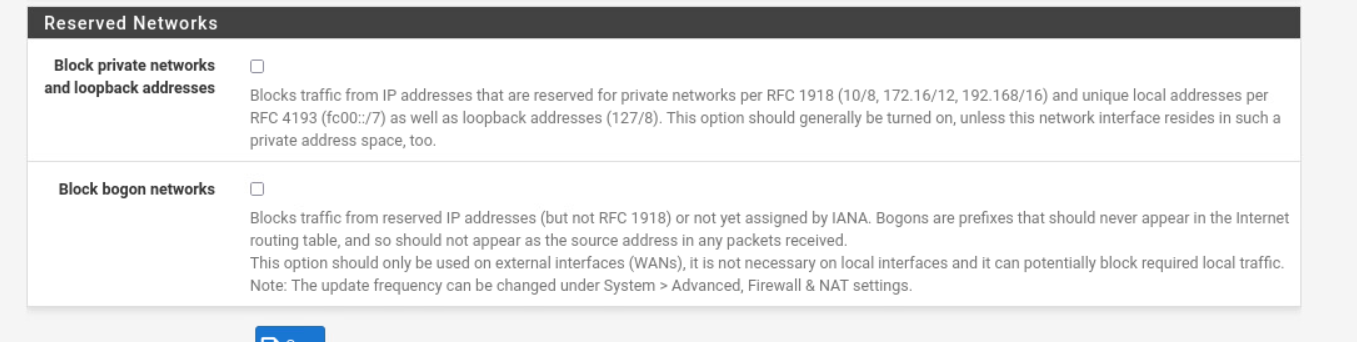 Reserved Networks
Block private networks
and loopback addresses
Blocks traffic from IP addresses that are reserved for private networks per RFC 1918 (10/8, 172.16/12, 192.168/16) and unique local addresses per
RFC 4193 (fc00::/7) as well as loopback addresses (127/8). This option should generally be turned on, unless this network interface resides in such a
private address space, too.
Block bogon networks
Blocks traffic from reserved IP addresses (but not RFC 1918) or not yet assigned by IANA. Bogons are prefixes that should never appear in the Internet
routing table, and so should not appear as the source address in any packets received.
This option should only be used on external interfaces (WANs), it is not necessary on local interfaces and it can potentially block required local traffic.
Note: The update frequency can be changed under System > Advanced, Firewall & NAT settings.